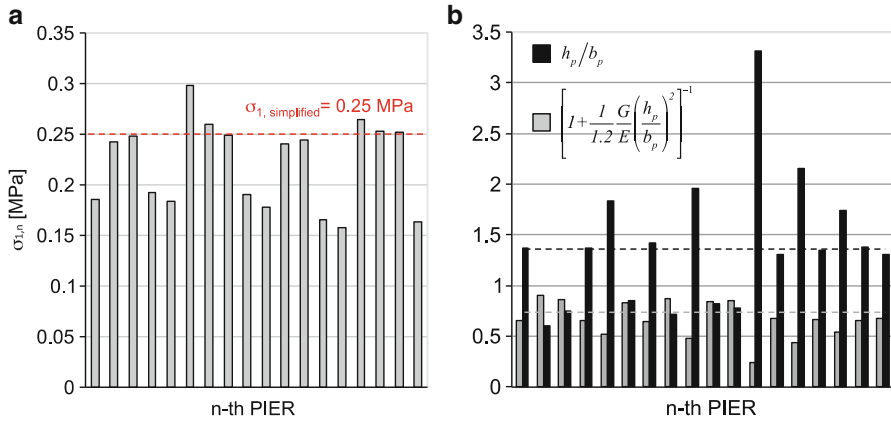 a
0.35
0.3
0.25
0.2
0.15
0.1
0.05
0
σ1,n [MPa]
σ1, simplified = 0.25 MPa
n-th PIER
b
3.5
3
2.5
2
1.5
1
0.5
0
hp/bp
[1 + 1/1.2 G/E (hp/bp)²]⁻¹
n-th PIER